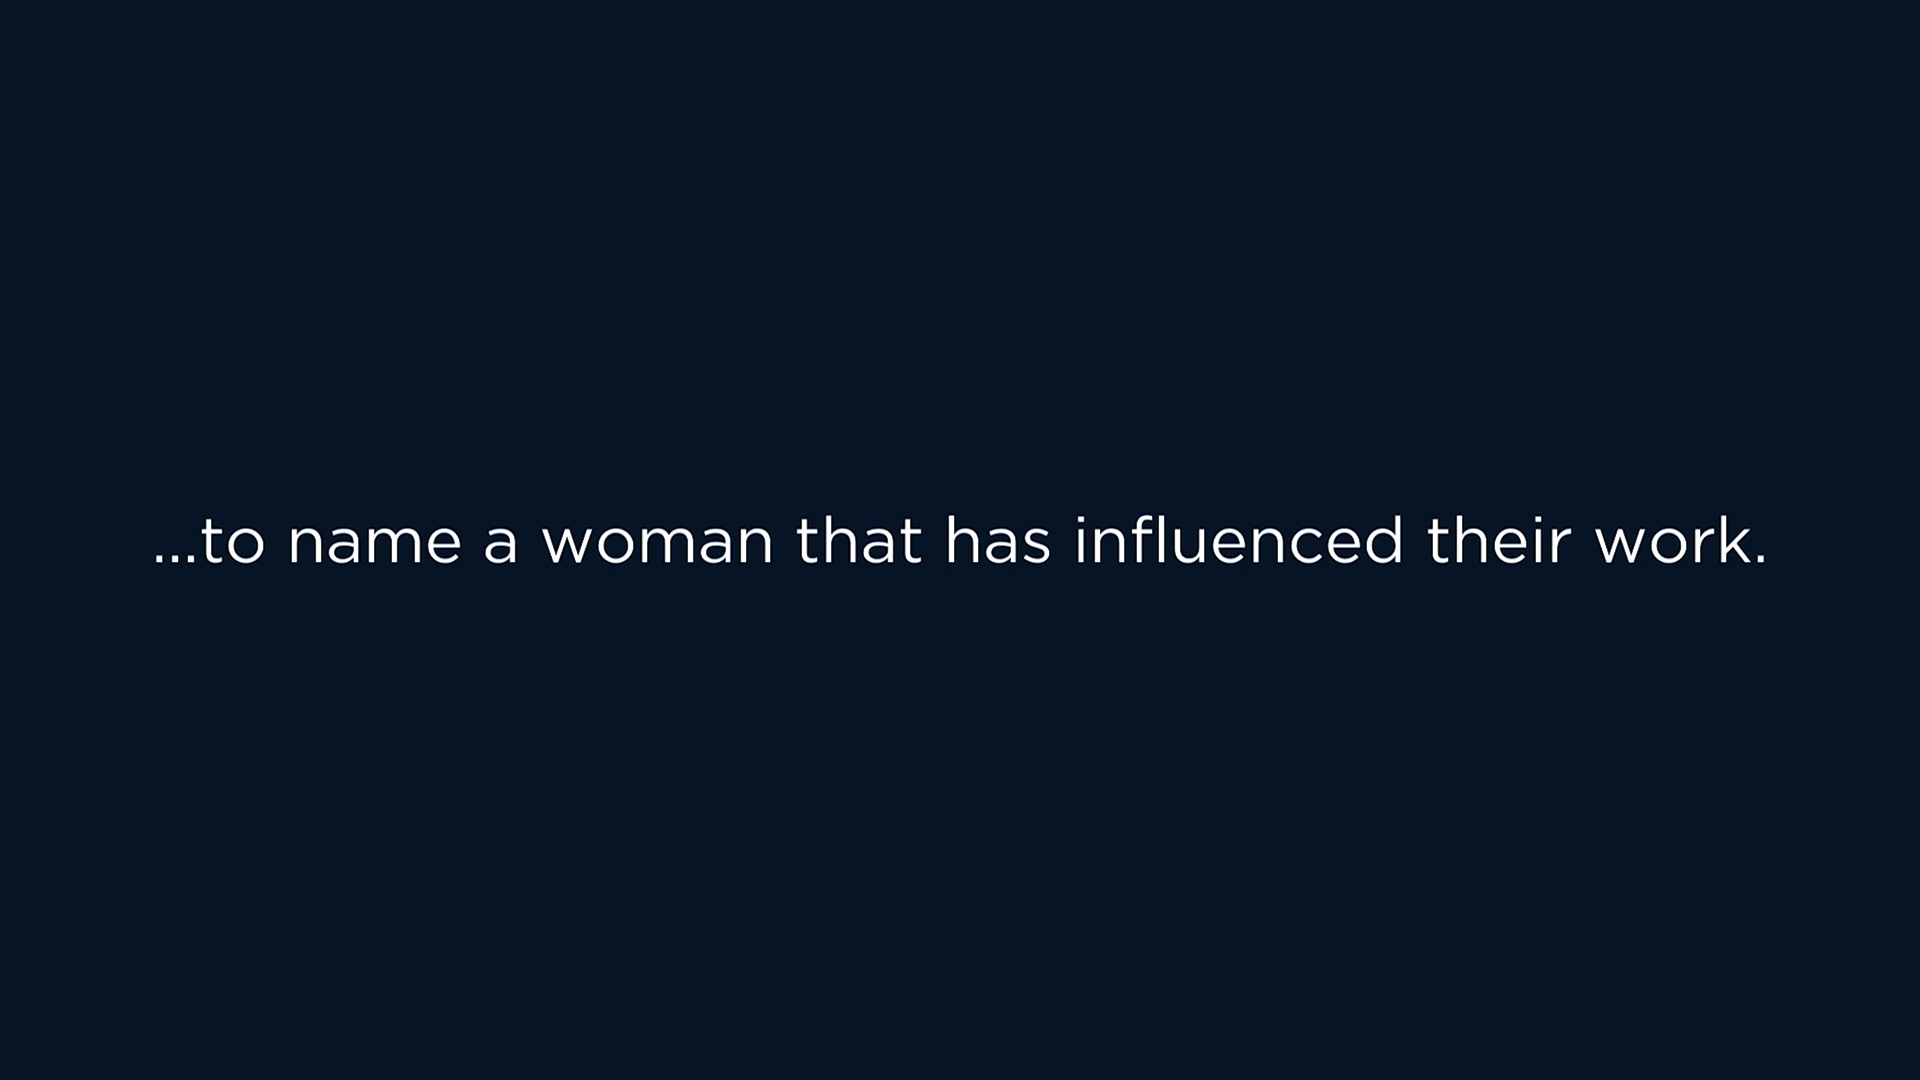 ...to name a woman that has influenced their work.